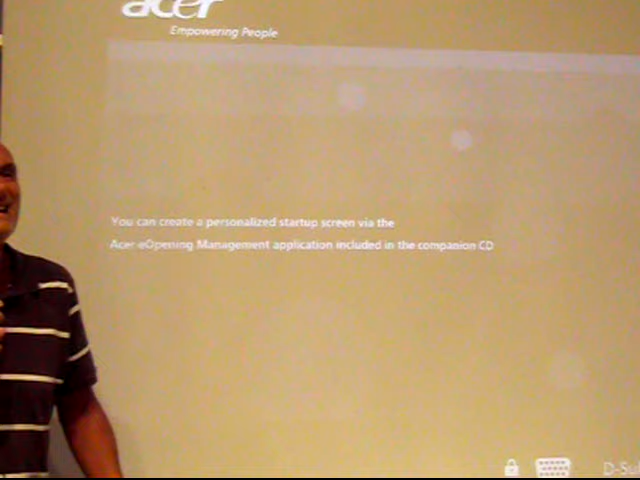 acer
Empowering People
You can create a personalized startup screen via the
Acer eOpening Management application included in the companion CD
D-Su